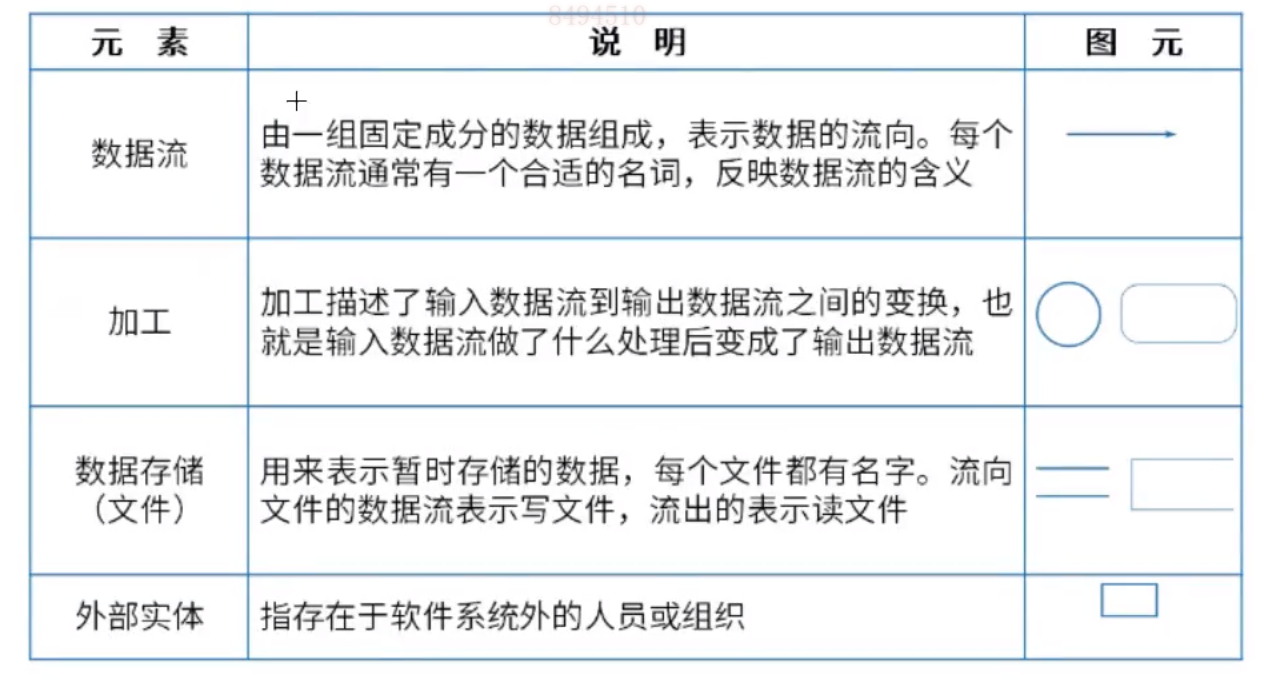 8494510
元 素 说 明 图 元
数据流
由一组固定成分的数据组成，表示数据的流向。每个
数据流通常有一个合适的名词，反映数据流的含义
加工
加工描述了输入数据流到输出数据流之间的变换，也
就是输入数据流做了什么处理后变成了输出数据流
数据存储
（文件）
用来表示暂时存储的数据，每个文件都有名字。流向
文件的数据流表示写文件，流出的表示读文件
外部实体
指存在于软件系统外的人员或组织